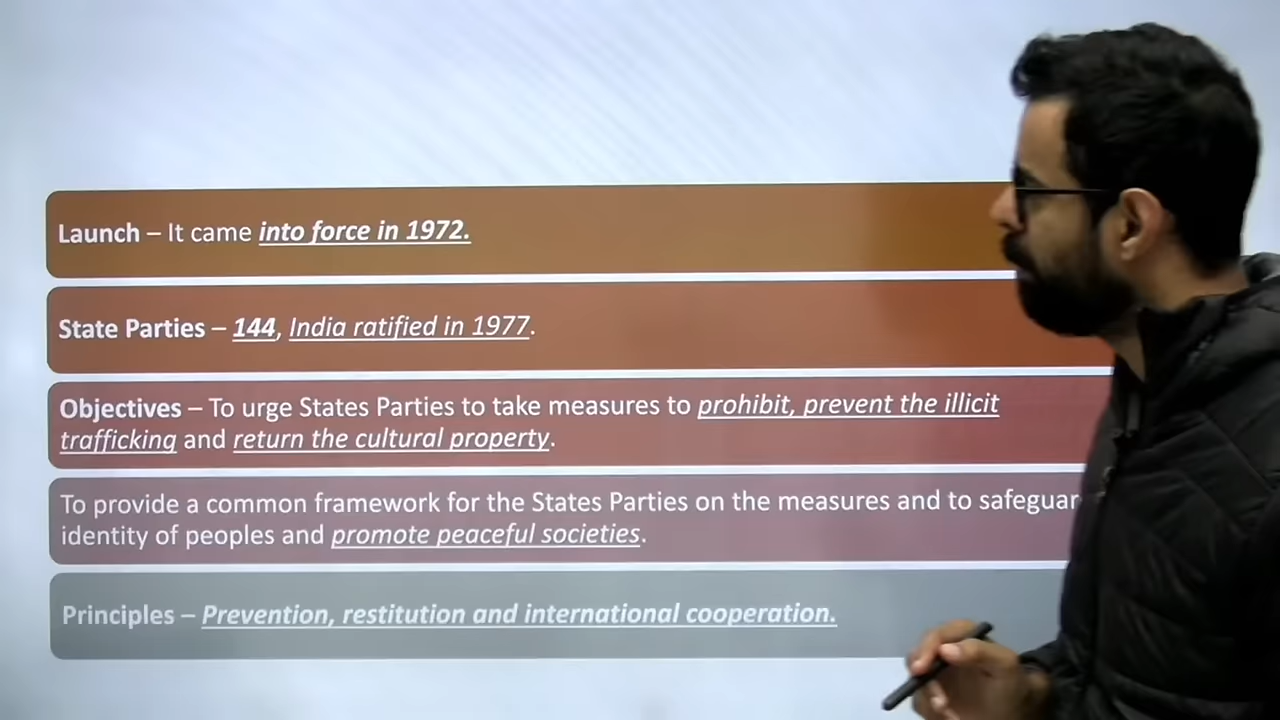 Launch – It came into force in 1972.
State Parties – 144, India ratified in 1977.
Objectives – To urge States Parties to take measures to prohibit, prevent the illicit
trafficking and return the cultural property.
To provide a common framework for the States Parties on the measures and to
identity of peoples and promote peaceful societies.
Principles – Prevention, restitution and international cooperation.